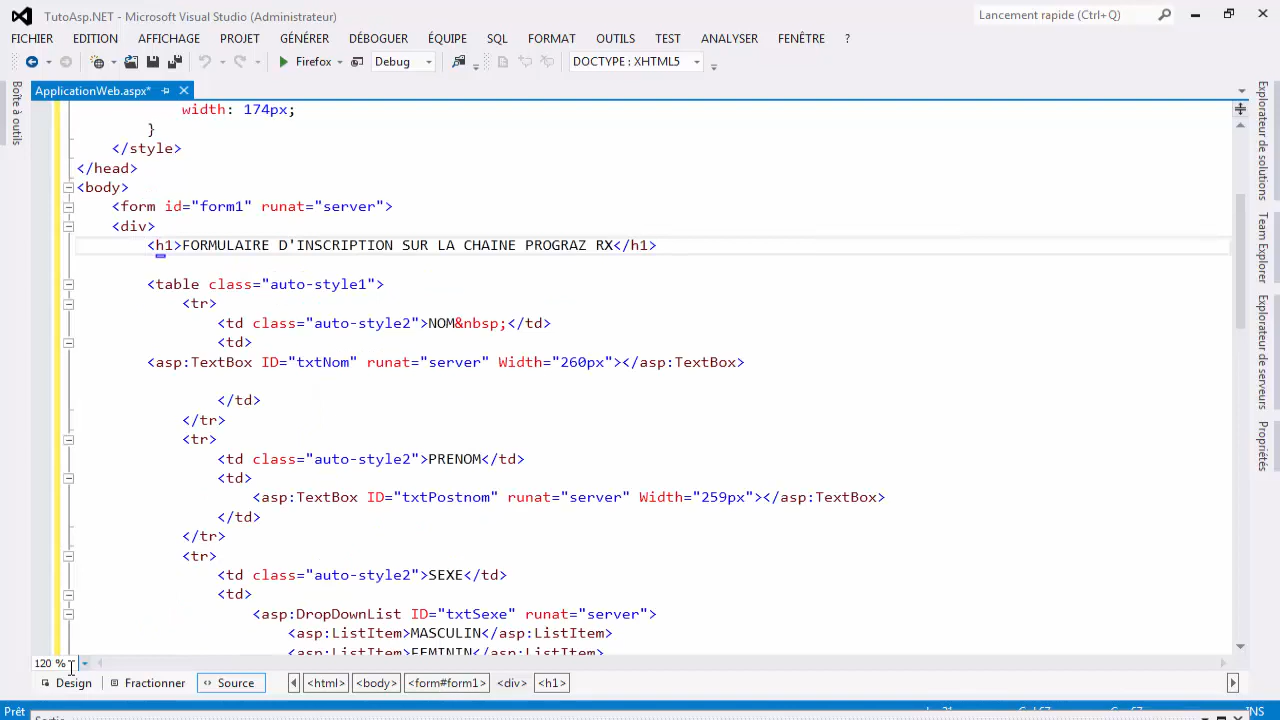 TutoAsp.NET - Microsoft Visual Studio (Administrateur)
Lancement rapide (Ctrl+Q)
FICHIER EDITION AFFICHAGE PROJET GÉNÉRER DÉBOGUER ÉQUIPE SQL FORMAT OUTILS TEST ANALYSER FENÊTRE ?
Firefox Debug DOCTYPE : XHTML5
ApplicationWeb.aspx*
Boîte à outils
Explorateur de solutions
Team Explorer
Explorateur de serveurs
Propriétés
width: 174px;
}
</style>
</head>
<body>
<form id="form1" runat="server">
<div>
<h1>FORMULAIRE D'INSCRIPTION SUR LA CHAINE PROGRAZ RX</h1>
<table class="auto-style1">
<tr>
<td class="auto-style2">NOM&nbsp;</td>
<td>
<asp:TextBox ID="txtNom" runat="server" Width="260px"></asp:TextBox>
</td>
</tr>
<tr>
<td class="auto-style2">PRENOM</td>
<td>
<asp:TextBox ID="txtPostnom" runat="server" Width="259px"></asp:TextBox>
</td>
</tr>
<tr>
<td class="auto-style2">SEXE</td>
<td>
<asp:DropDownList ID="txtSexe" runat="server">
<asp:ListItem>MASCULIN</asp:ListItem>
<asp:ListItem>FEMININ</asp:ListItem>
120 %
Design Fractionner Source <html> <body> <form#form1> <div> <h1>
Prêt INS